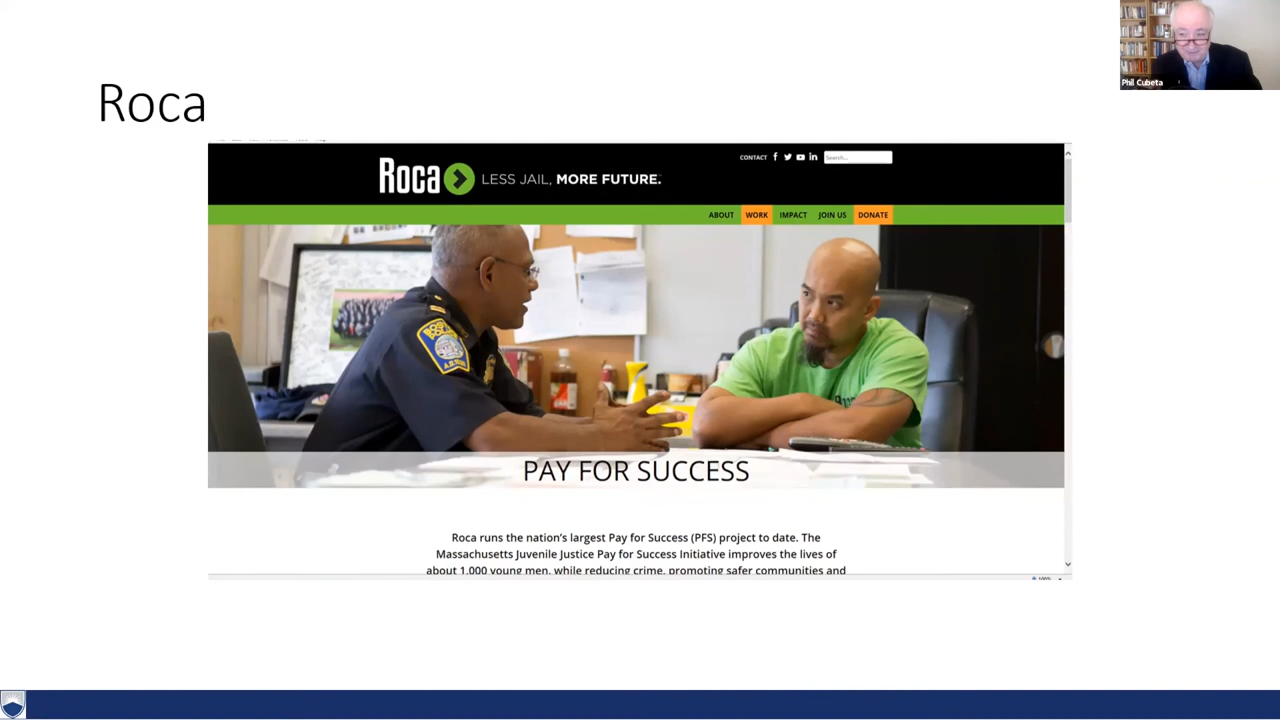 Phil Cubeta
Roca
Roca LESS JAIL, MORE FUTURE.
CONTACT
Search...
ABOUT WORK IMPACT JOIN US DONATE
PAY FOR SUCCESS
Roca runs the nation's largest Pay for Success (PFS) project to date. The
Massachusetts Juvenile Justice Pay for Success Initiative improves the lives of
about 1,000 young men, while reducing crime, promoting safer communities and
100%